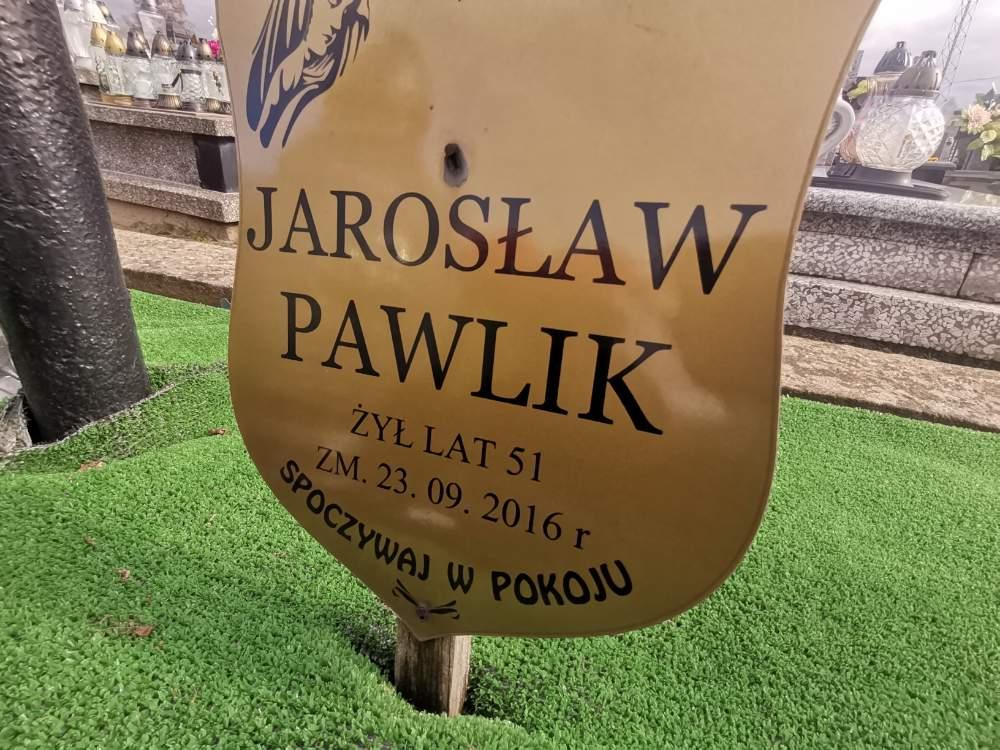 JAROSŁAW
PAWLIK
ŻYŁ LAT 51
ZM. 23. 09. 2016 r
SPOCZYWAJ W POKOJU